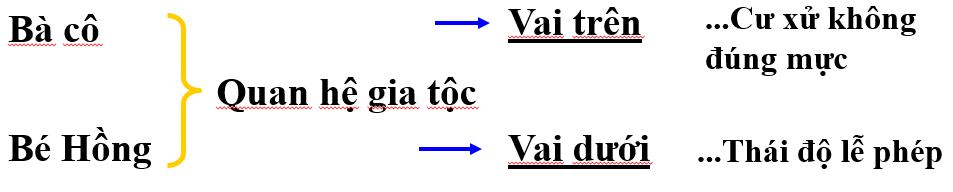 Bà cô
Vai trên
...Cư xử không
đúng mực
Quan hệ gia tộc
Bé Hồng
Vai dưới
...Thái độ lễ phép